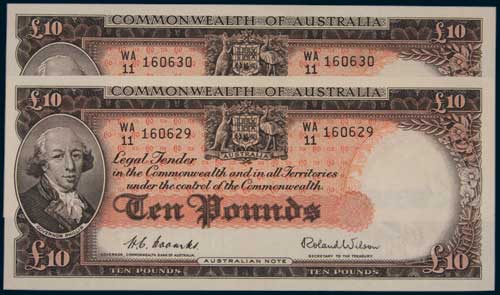 COMMONWEALTH OF AUSTRALIA
£10 £10
WA
11 160630
WA
11 160630
COMMONWEALTH OF AUSTRALIA
£10 £10
WA
11 160629
WA
11 160629
AUSTRALIA
Legal Tender
in the Commonwealth and in all Territories
under the control of the Commonwealth.
Ten Pounds
GOVERNOR PHILLIP
H.C. Coombs
Roland Wilson
£10 £10
GOVERNOR, COMMONWEALTH BANK OF AUSTRALIA.
AUSTRALIAN NOTE
SECRETARY TO THE TREASURY.
TEN POUNDS
TEN POUNDS